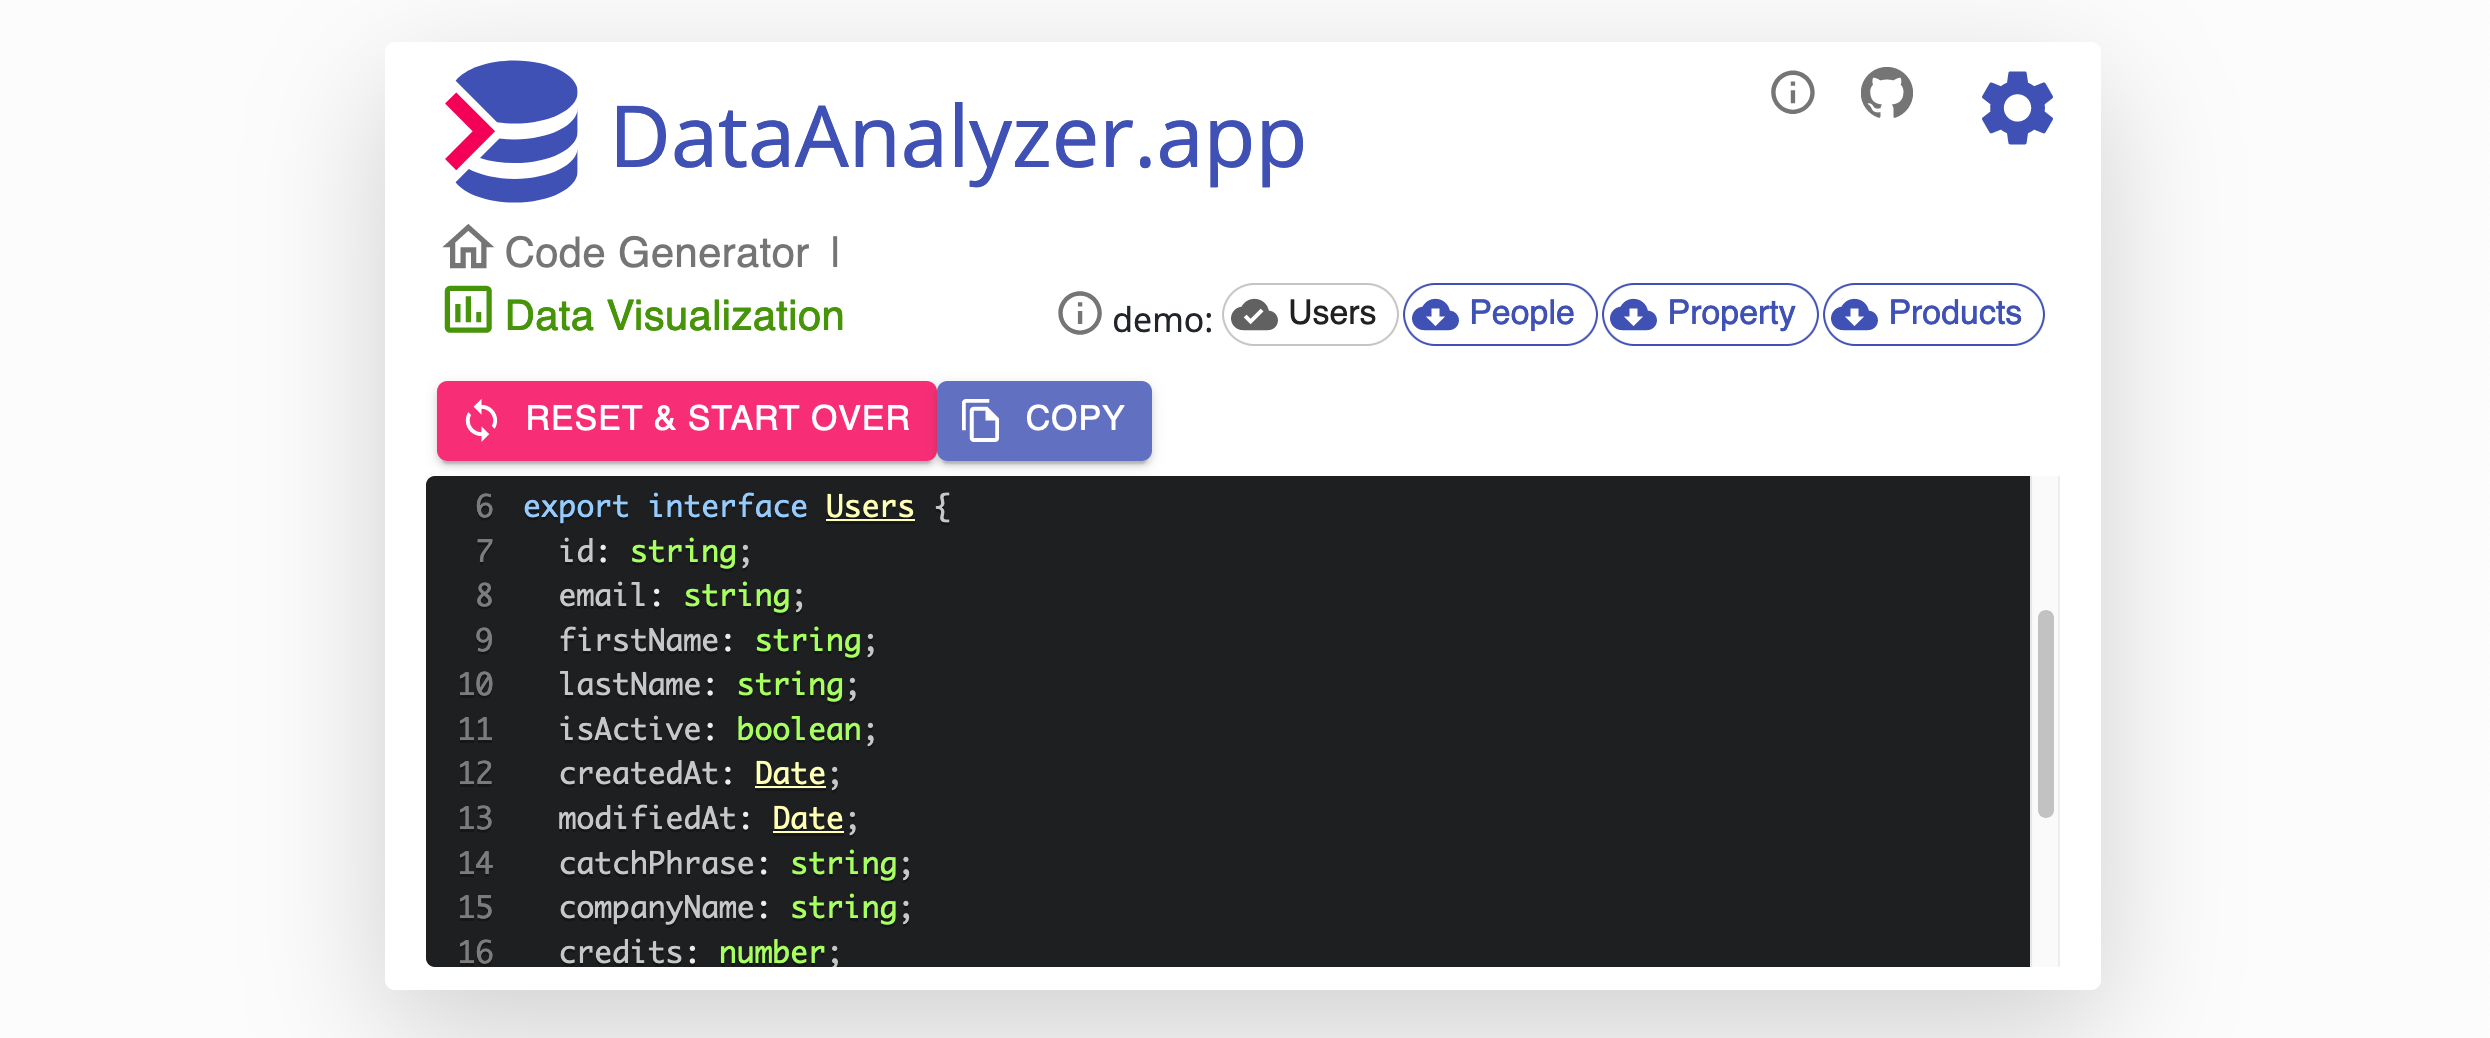 DataAnalyzer.app
Code Generator |
Data Visualization
demo: Users People Property Products
RESET & START OVER COPY
6 export interface Users {
7 id: string;
8 email: string;
9 firstName: string;
10 lastName: string;
11 isActive: boolean;
12 createdAt: Date;
13 modifiedAt: Date;
14 catchPhrase: string;
15 companyName: string;
16 credits: number;